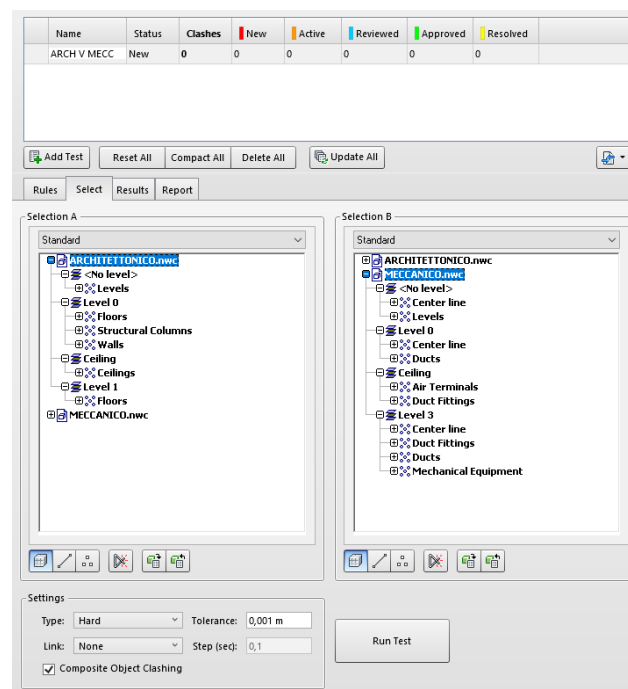 Name Status Clashes New Active Reviewed Approved Resolved
ARCH V MECC New 0 0 0 0 0 0
Add Test Reset All Compact All Delete All Update All
Rules Select Results Report
Selection A
Standard
ARCHITETTONICO.nwc
<No level>
Levels
Level 0
Floors
Structural Columns
Walls
Ceiling
Ceilings
Level 1
Floors
MECCANICO.nwc
Selection B
Standard
ARCHITETTONICO.nwc
MECCANICO.nwc
<No level>
Center line
Levels
Level 0
Center line
Ducts
Ceiling
Air Terminals
Duct Fittings
Level 3
Center line
Duct Fittings
Ducts
Mechanical Equipment
Settings
Type: Hard Tolerance: 0,001 m
Link: None Step (sec): 0,1
Composite Object Clashing
Run Test